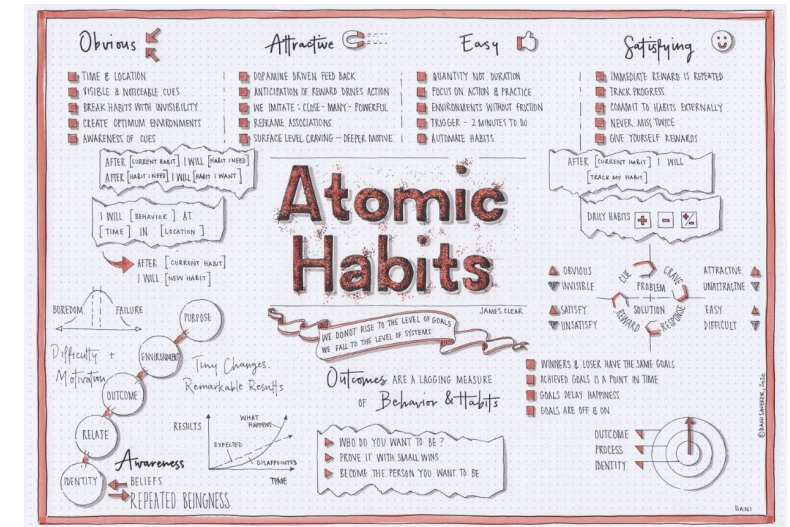 Obvious
TIME & LOCATION
VISIBLE & NOTICEABLE CUES
BREAK HABITS WITH INVISIBILITY
CREATE OPTIMUM ENVIRONMENTS
AWARENESS OF CUES
AFTER [CURRENT HABIT] I WILL [HABIT I NEED]
AFTER [HABIT I NEED] I WILL [HABIT I WANT]
I WILL [BEHAVIOR] AT
[TIME] IN [LOCATION]
AFTER [CURRENT HABIT]
I WILL [NEW HABIT]
Attractive
DOPAMINE DRIVEN FEED BACK
ANTICIPATION OF REWARD DRIVES ACTION
WE IMITATE : CLOSE - MANY - POWERFUL
REFRAME ASSOCIATIONS
SURFACE LEVEL CRAVING - DEEPER MOTIVE
Easy
QUANTITY NOT DURATION
FOCUS ON ACTION & PRACTICE
ENVIRONMENTS WITHOUT FRICTION
TRIGGER - 2 MINUTES TO DO
AUTOMATE HABITS
Satisfying
IMMEDIATE REWARD IS REPEATED
TRACK PROGRESS
COMMIT TO HABITS EXTERNALLY
NEVER MISS TWICE
GIVE YOURSELF REWARDS
AFTER [CURRENT HABIT] I WILL
[TRACK MY HABIT]
DAILY HABITS + - +/-
Atomic
Habits
JAMES CLEAR
WE DONOT RISE TO THE LEVEL OF GOALS
WE FALL TO THE LEVEL OF SYSTEMS
OBVIOUS
INVISIBLE
SATISFY
UNSATISFY
CUE
CRAVE
PROBLEM
SOLUTION
REWARD
RESPONSE
ATTRACTIVE
UNATTRACTIVE
EASY
DIFFICULT
BOREDOM
FAILURE
Difficulty +
Motivation
PURPOSE
ENVIRONMENT
OUTCOME
RELATE
IDENTITY
Tiny Changes.
Remarkable Results
RESULTS
WHAT
HAPPENS
EXPECTED
DISAPPOINTED
TIME
Awareness
BELIEFS
REPEATED BEINGNESS
Outcomes ARE A LAGGING MEASURE
OF Behavior & Habits
WHO DO YOU WANT TO BE ?
PROVE IT WITH SMALL WINS
BECOME THE PERSON YOU WANT TO BE
WINNERS & LOSER HAVE THE SAME GOALS
ACHIEVED GOALS IS A POINT IN TIME
GOALS DELAY HAPPINESS
GOALS ARE OFF & ON
OUTCOME
PROCESS
IDENTITY
DANI